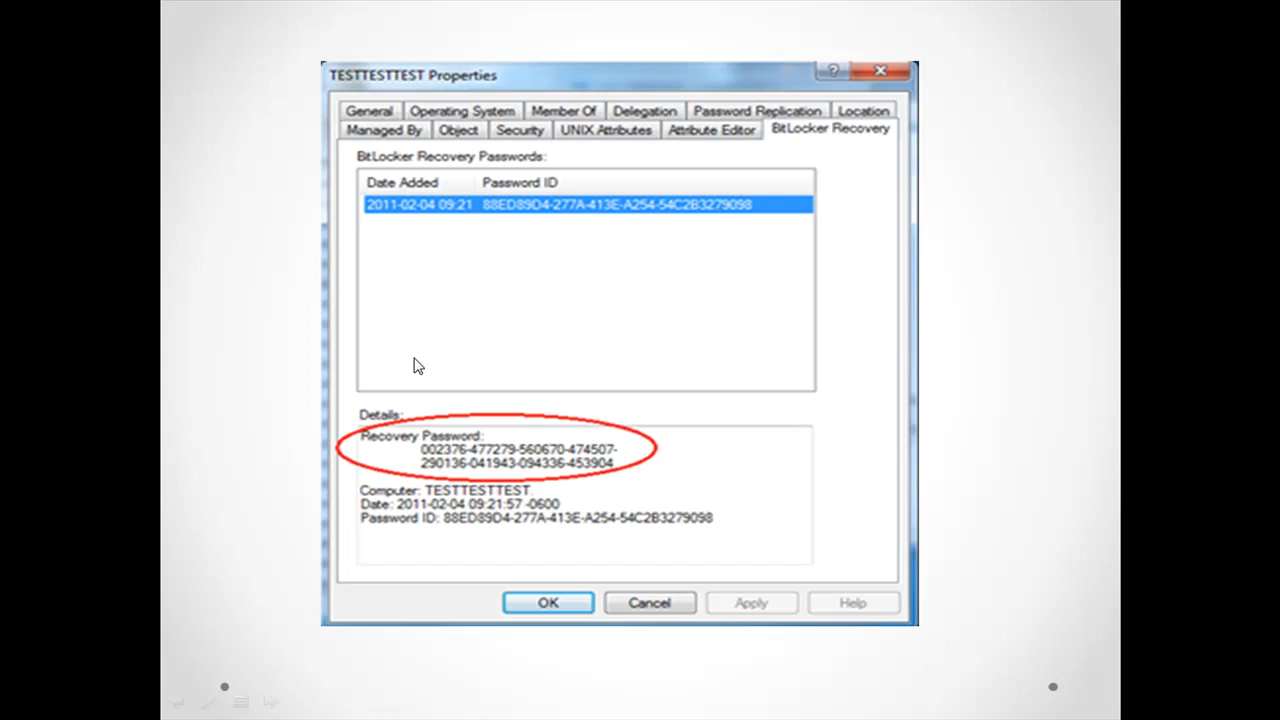 TESTTESTTEST Properties
General Operating System Member Of Delegation Password Replication Location
Managed By Object Security UNIX Attributes Attribute Editor BitLocker Recovery
BitLocker Recovery Passwords:
Date Added Password ID
2011-02-04 09:21 88ED89D4-277A-413E-A254-54C2B3279098
Details:
Recovery Password:
002376-477279-560670-474507-
290136-041943-094336-453904
Computer: TESTTESTTEST.
Date: 2011-02-04 09:21:57 -0600
Password ID: 88ED89D4-277A-413E-A254-54C2B3279098
OK Cancel Apply Help